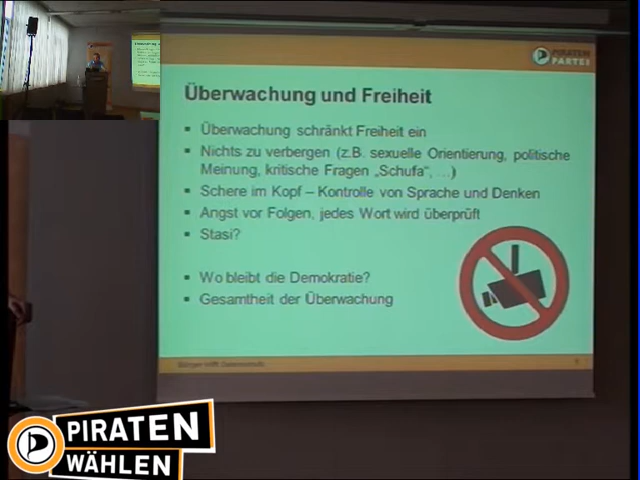 PIRATEN
PARTEI
Überwachung und Freiheit
Überwachung schränkt Freiheit ein
Nichts zu verbergen (z.B. sexuelle Orientierung, politische
Meinung, kritische Fragen „Schufa“, …)
Schere im Kopf – Kontrolle von Sprache und Denken
Angst vor Folgen, jedes Wort wird überprüft
Stasi?
Wo bleibt die Demokratie?
Gesamtheit der Überwachung
PIRATEN
WÄHLEN